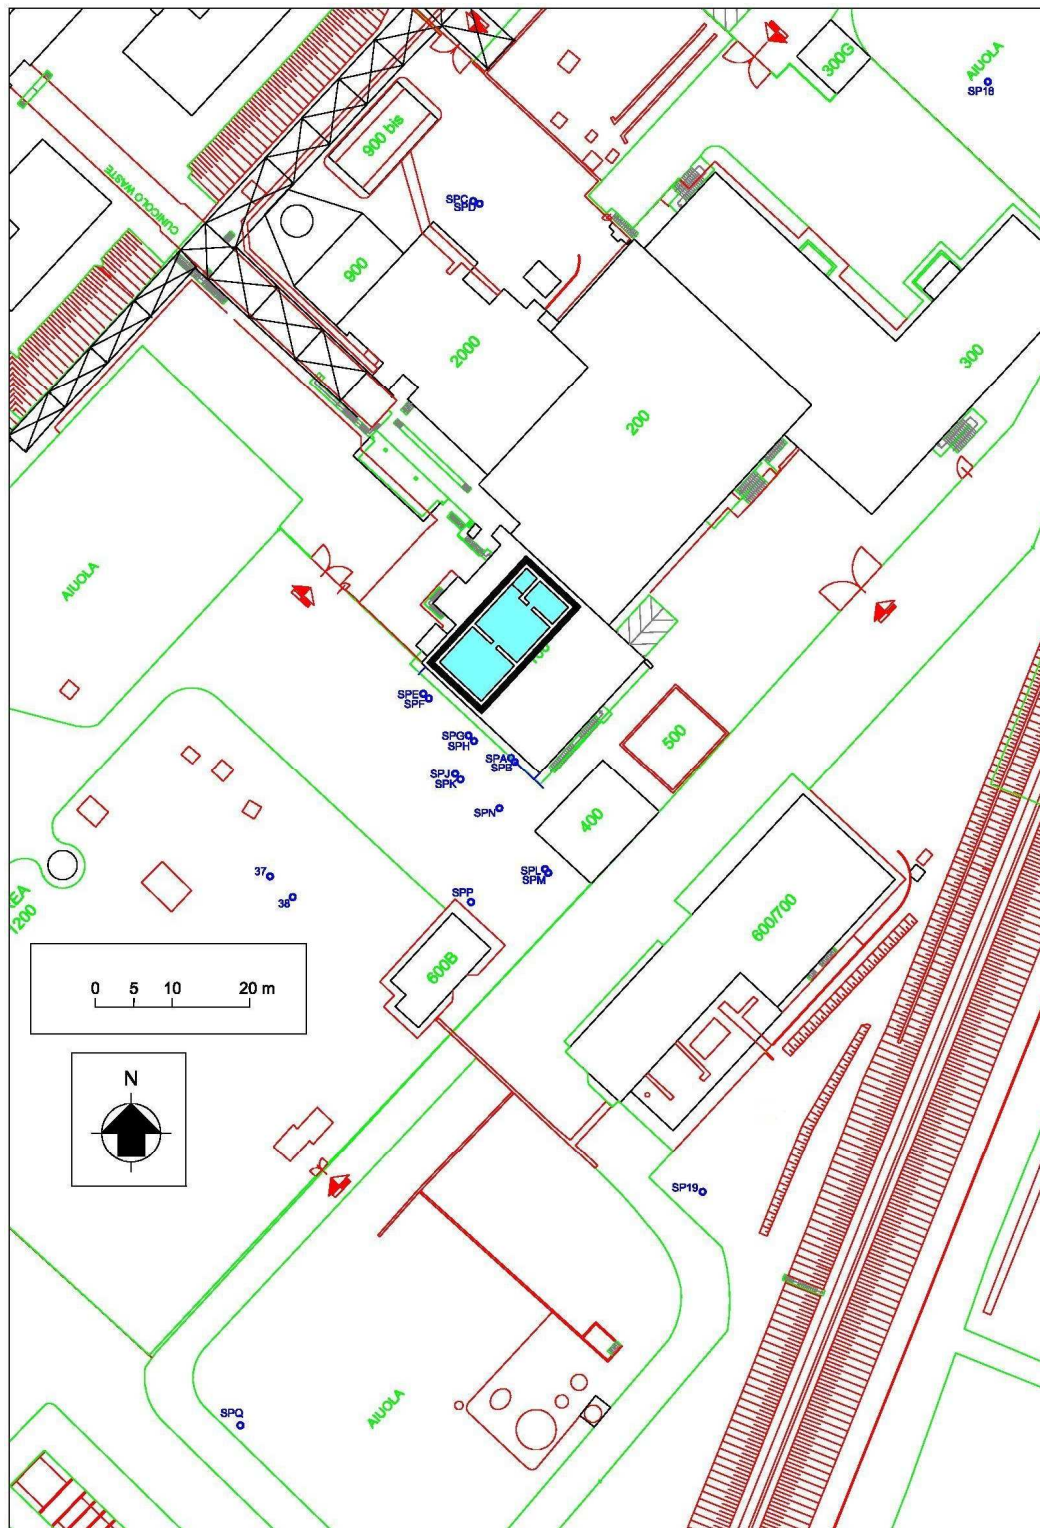 300G
AIUOLA
SP18
900 bis
CUNICOLO WASTE
SPC
SPD
900
2000
300
200
AIUOLA
SPE
SPF
SPG
SPH
SPA
SPB
500
SPJ
SPK
SPN
400
37
38
SPL
SPM
SPP
1200
600/700
600B
0 5 10 20 m
N
SP19
AIUOLA
SPQ